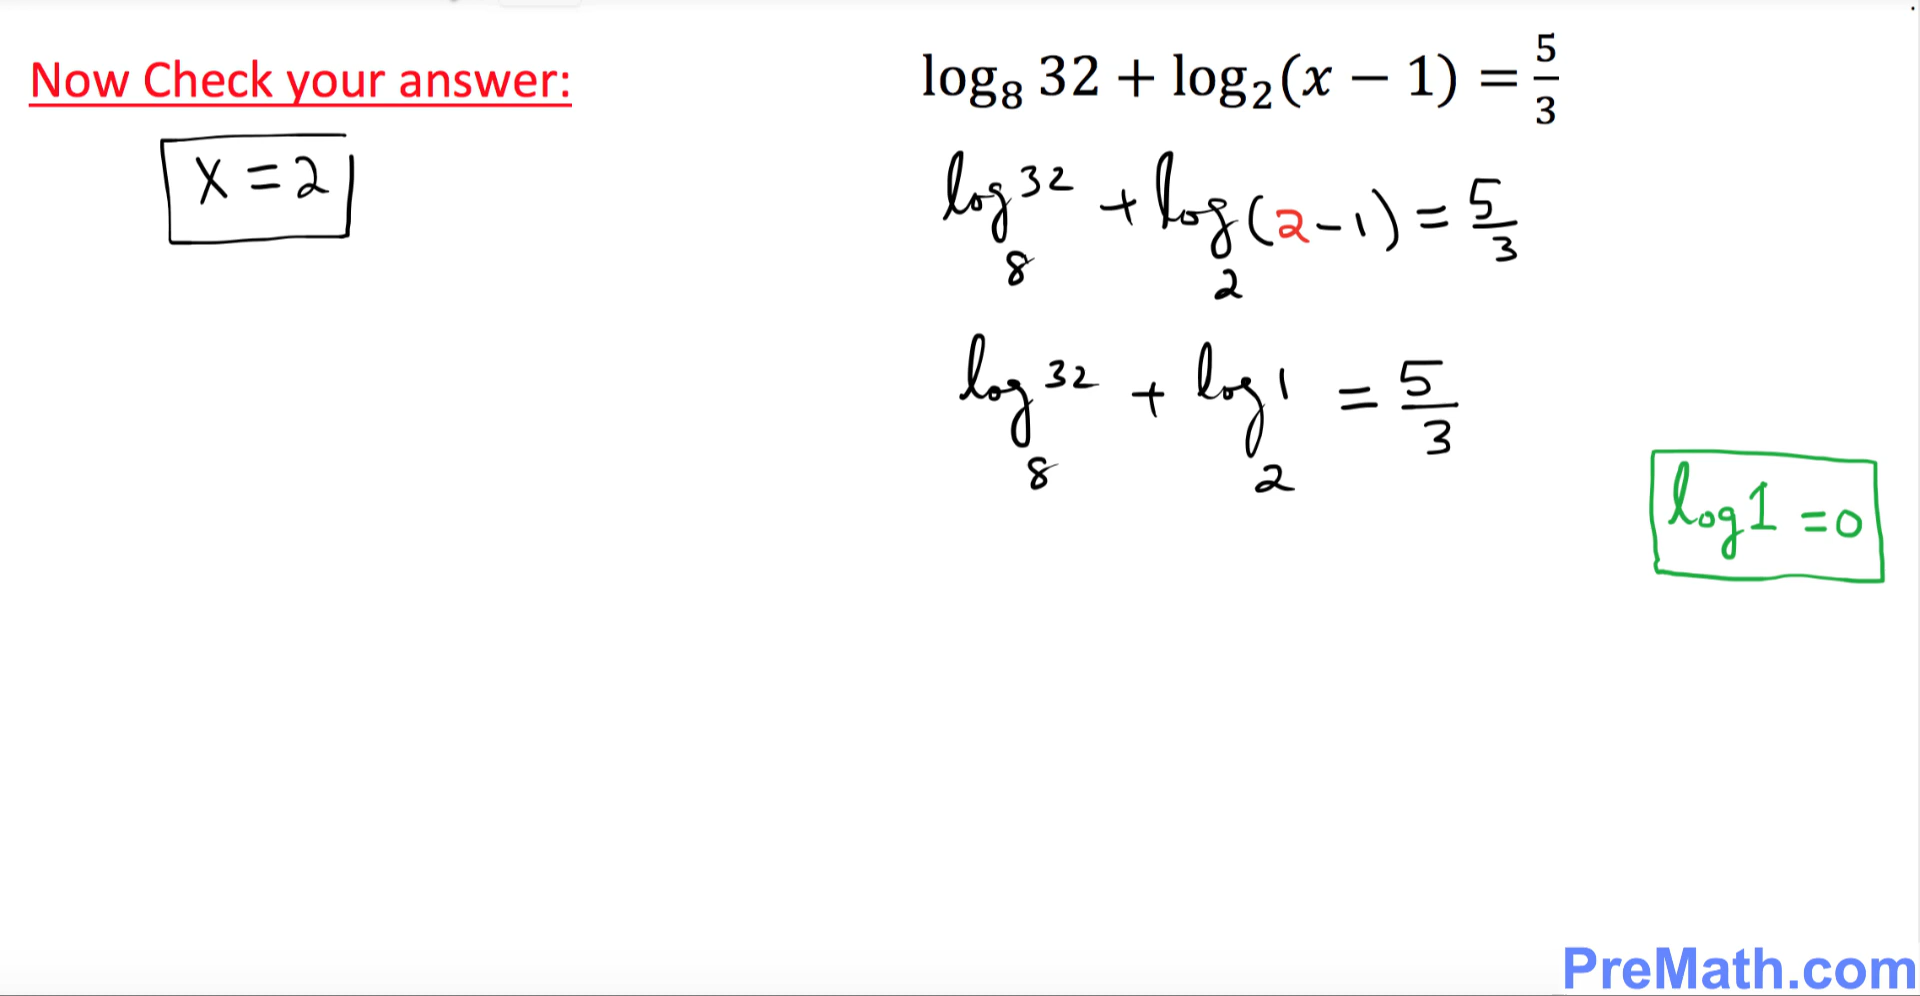 Now Check your answer:
log₈ 32 + log₂(x − 1) = 5/3
x = 2
log₈ 32 + log₂(2-1) = 5/3
log₈ 32 + log₂ 1 = 5/3
log 1 = 0
PreMath.com